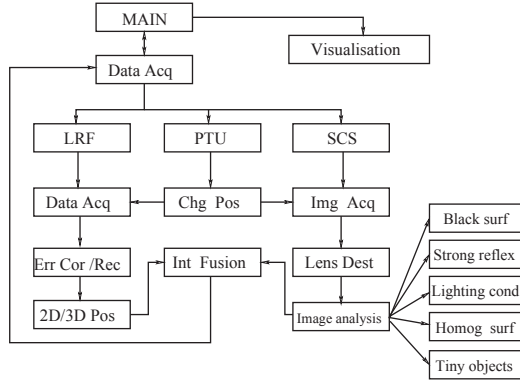 MAIN
Visualisation
Data Acq
LRF
PTU
SCS
Data Acq
Chg Pos
Img Acq
Black surf
Strong reflex
Err Cor /Rec
Int Fusion
Lens Dest
Lighting cond
2D/3D Pos
Image analysis
Homog surf
Tiny objects